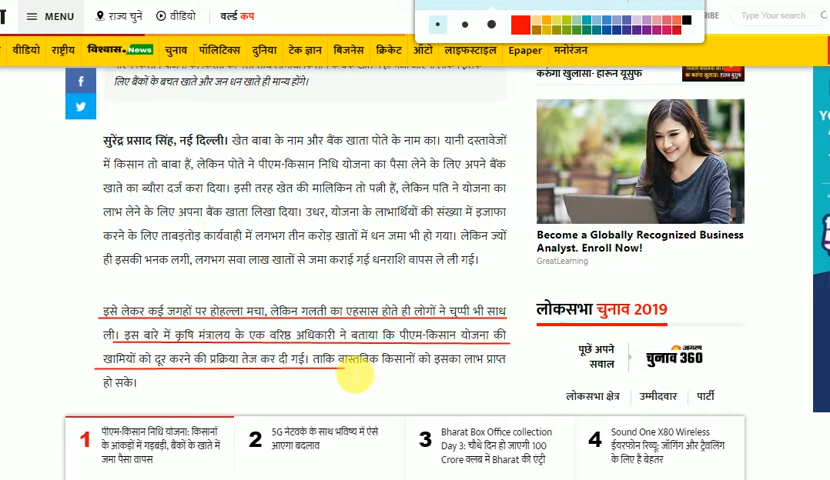 MENU
राज्य चुनें
वीडियो
वर्ल्ड कप
Type Your Search
वीडियो
राष्ट्रीय
विश्वास.News
चुनाव
पॉलिटिक्स
दुनिया
टेक ज्ञान
बिजनेस
क्रिकेट
ऑटो
लाइफस्टाइल
Epaper
मनोरंजन
लिए बैंकों के बचत खाते और जन धन खाते ही मान्य होंगे।
करुंगा खुलासा- हारून यूसुफ
सुरेंद्र प्रसाद सिंह, नई दिल्ली। खेत बाबा के नाम और बैंक खाता पोते के नाम का। यानी दस्तावेजों
में किसान तो बाबा हैं, लेकिन पोते ने पीएम-किसान निधि योजना का पैसा लेने के लिए अपने बैंक
खाते का ब्यौरा दर्ज करा दिया। इसी तरह खेत की मालिकिन तो पत्नी हैं, लेकिन पति ने योजना का
लाभ लेने के लिए अपना बैंक खाता लिखा दिया। उधर, योजना के लाभार्थियों की संख्या में इजाफा
करने के लिए ताबड़तोड़ कार्यवाही में लगभग तीन करोड़ खातों में धन जमा भी हो गया। लेकिन ज्यों
ही इसकी भनक लगी, लगभग सवा लाख खातों से जमा कराई गई धनराशि वापस ले ली गई।
इसे लेकर कई जगहों पर होहल्ला मचा, लेकिन गलती का एहसास होते ही लोगों ने चुप्पी भी साध
ली। इस बारे में कृषि मंत्रालय के एक वरिष्ठ अधिकारी ने बताया कि पीएम-किसान योजना की
खामियों को दूर करने की प्रक्रिया तेज कर दी गई। ताकि वास्तविक किसानों को इसका लाभ प्राप्त
हो सके।
Become a Globally Recognized Business
Analyst. Enroll Now!
GreatLearning
लोकसभा चुनाव 2019
पूछें अपने
सवाल
जागरण
चुनाव 360
लोकसभा क्षेत्र
उम्मीदवार
पार्टी
1 पीएम-किसान निधि योजना: किसानों
के आंकड़ों में गड़बड़ी, बैंकों के खाते में
जमा पैसा वापस
2 5G नेटवर्क के साथ भविष्य में ऐसे
आएगा बदलाव
3 Bharat Box Office collection
Day 3: चौथे दिन हो जाएगी 100
Crore क्लब में Bharat की एंट्री
4 Sound One X80 Wireless
ईयरफोन रिव्यू: जॉगिंग और ट्रैवलिंग
के लिए है बेहतर